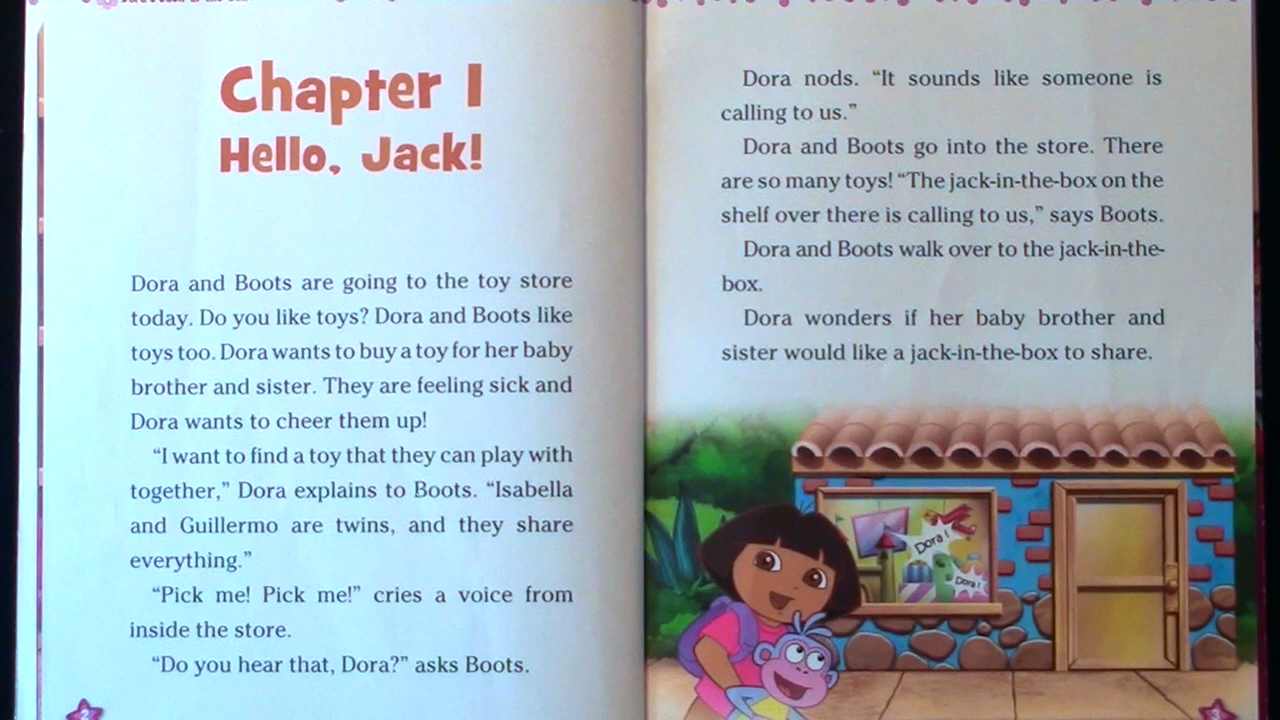 Chapter 1
Hello, Jack!
Dora and Boots are going to the toy store
today. Do you like toys? Dora and Boots like
toys too. Dora wants to buy a toy for her baby
brother and sister. They are feeling sick and
Dora wants to cheer them up!
“I want to find a toy that they can play with
together,” Dora explains to Boots. “Isabella
and Guillermo are twins, and they share
everything.”
“Pick me! Pick me!” cries a voice from
inside the store.
“Do you hear that, Dora?” asks Boots.
2
Dora nods. “It sounds like someone is
calling to us.”
Dora and Boots go into the store. There
are so many toys! “The jack-in-the-box on the
shelf over there is calling to us,” says Boots.
Dora and Boots walk over to the jack-in-the-
box.
Dora wonders if her baby brother and
sister would like a jack-in-the-box to share.
Dora!
Dora!
3